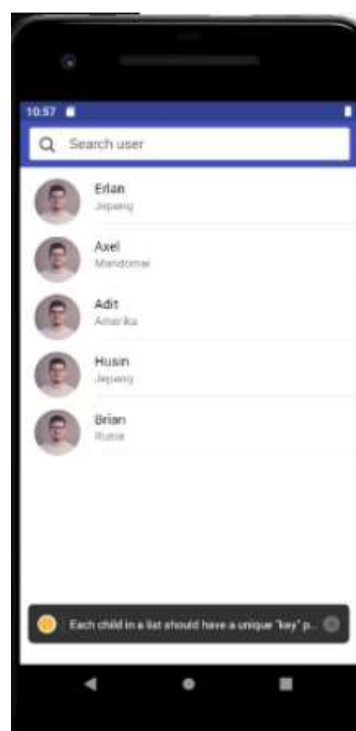 10:57
Search user
Erlan
Jepang
Axel
Mandomai
Adit
Amerika
Husin
Jepang
Brian
Rusia
Each child in a list should have a unique "key" p...